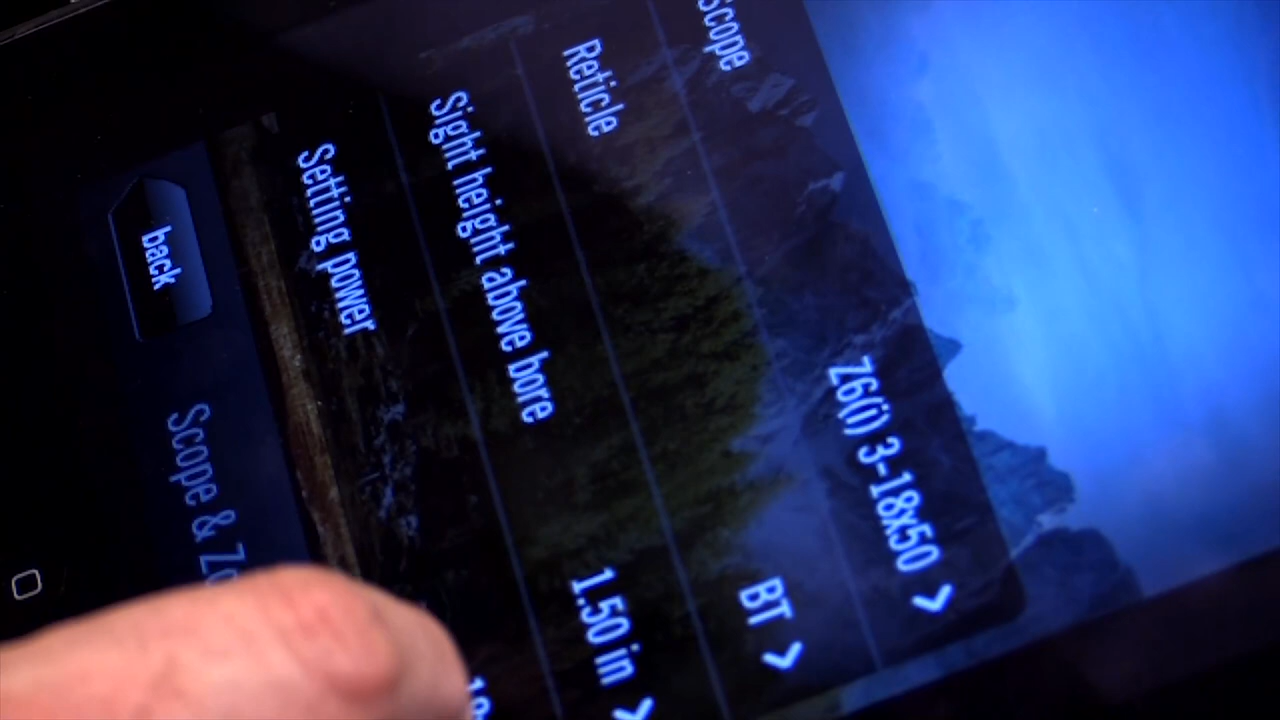 Scope Z6(i) 3-18x50
Reticle BT
Sight height above bore 1.50 in
Setting power
back Scope &